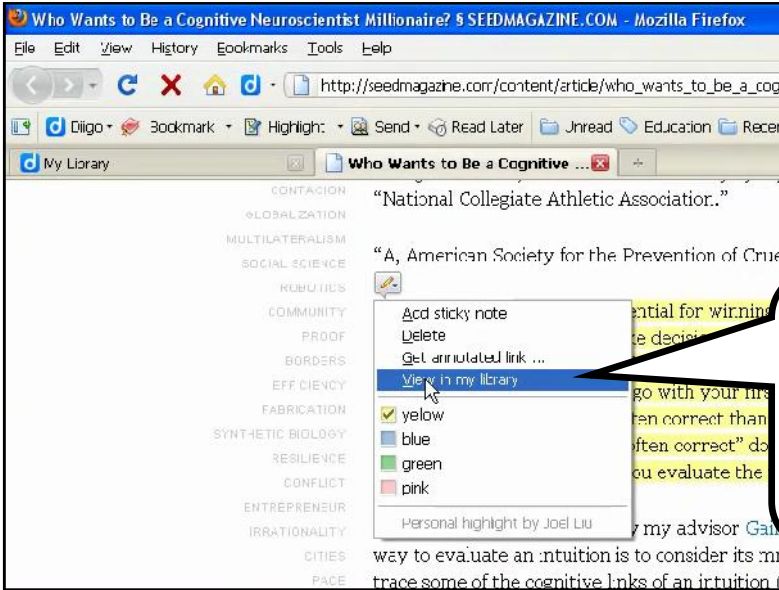 Who Wants to Be a Cognitive Neuroscientist Millionaire? § SEEDMAGAZINE.COM - Mozilla Firefox
File Edit View History Bookmarks Tools Help
http://seedmagazine.com/content/article/who_wants_to_be_a_cog
Diigo Bookmark Highlight Send Read Later Unread Education Recen
My Library Who Wants to Be a Cognitive ...
CONTAGION
"National Collegiate Athletic Association."
GLOBALIZATION
MULTILATERALISM
"A, American Society for the Prevention of Crue
SOCIAL SCIENCE
ROBOTICS
COMMUNITY
PROOF
BORDERS
EFFICIENCY
FABRICATION
SYNTHETIC BIOLOGY
RESILIENCE
CONFLICT
ENTREPRENEUR
IRRATIONALITY
CITIES
PACE
Add sticky note
Delete
Get annotated link ...
View in my library
yellow
blue
green
pink
Personal highlight by Joel Liu
ential for winning
ke decisio
go with your firs
ten correct than
often correct" do
ou evaluate the
y my advisor Gail
way to evaluate an intuition is to consider its
trace some of the cognitive links of an intuition (